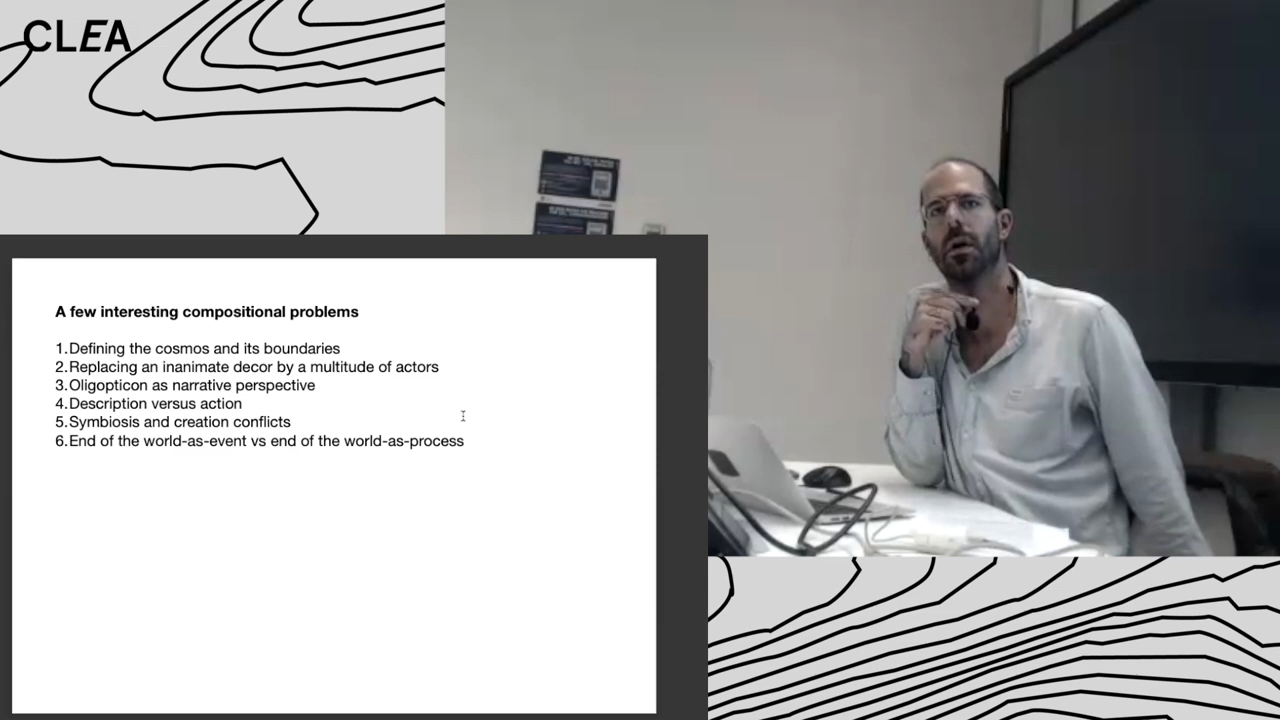 CLEA
A few interesting compositional problems
1.Defining the cosmos and its boundaries
2.Replacing an inanimate decor by a multitude of actors
3.Oligopticon as narrative perspective
4.Description versus action
5.Symbiosis and creation conflicts
6.End of the world-as-event vs end of the world-as-process